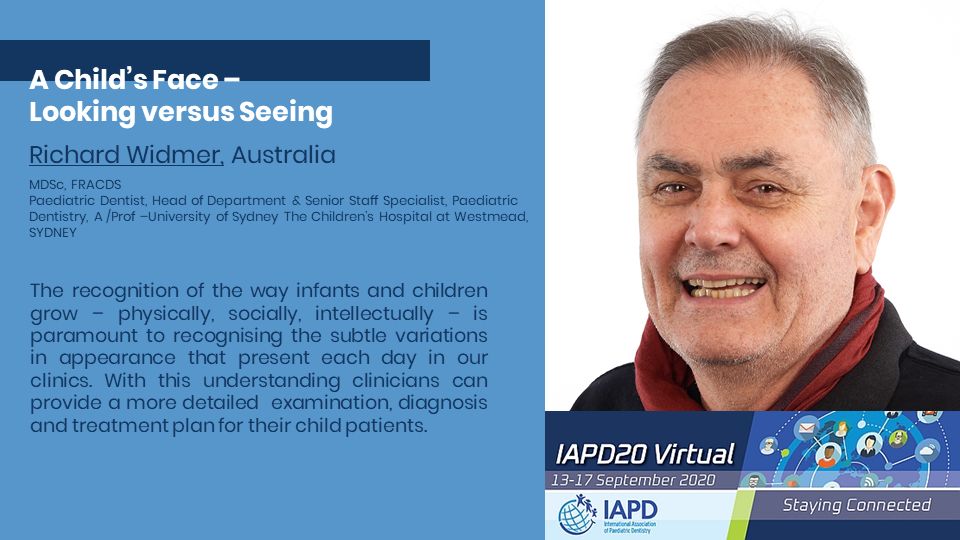 A Child's Face –
Looking versus Seeing
Richard Widmer, Australia
MDSc, FRACDS
Paediatric Dentist, Head of Department & Senior Staff Specialist, Paediatric
Dentistry, A /Prof –University of Sydney The Children's Hospital at Westmead,
SYDNEY
The recognition of the way infants and children
grow – physically, socially, intellectually – is
paramount to recognising the subtle variations
in appearance that present each day in our
clinics. With this understanding clinicians can
provide a more detailed examination, diagnosis
and treatment plan for their child patients.
IAPD20 Virtual
13-17 September 2020
Staying Connected
IAPD
International Association
of Paediatric Dentistry